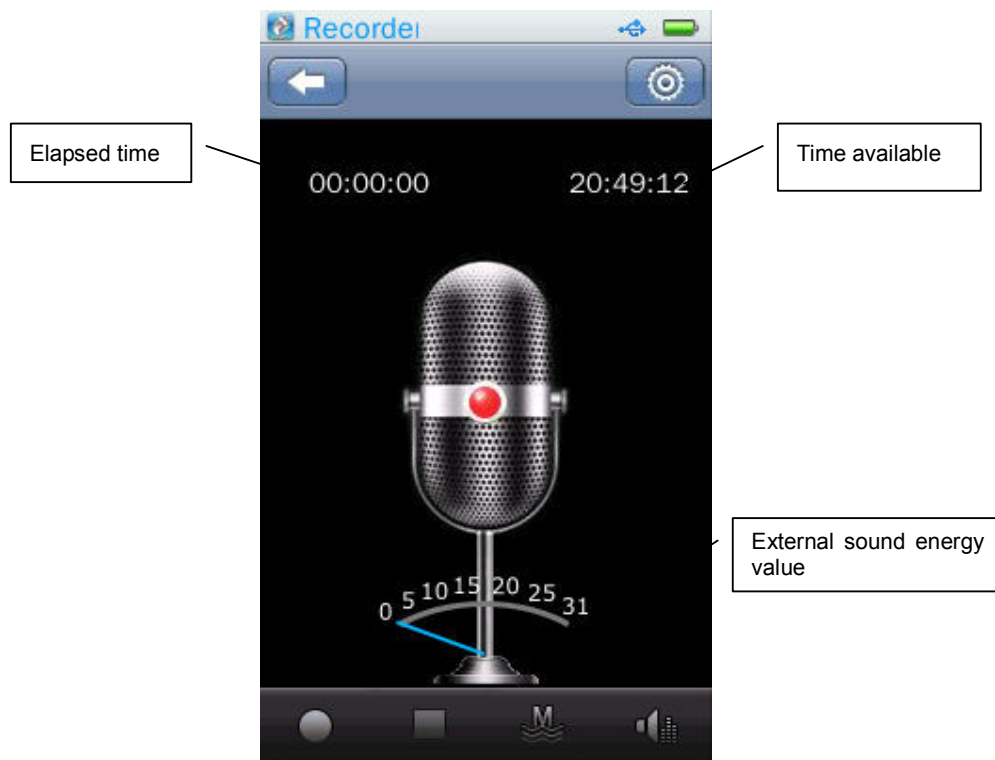 Recorder
Elapsed time
Time available
00:00:00
20:49:12
External sound energy
value
0 5 10 15 20 25 31
M